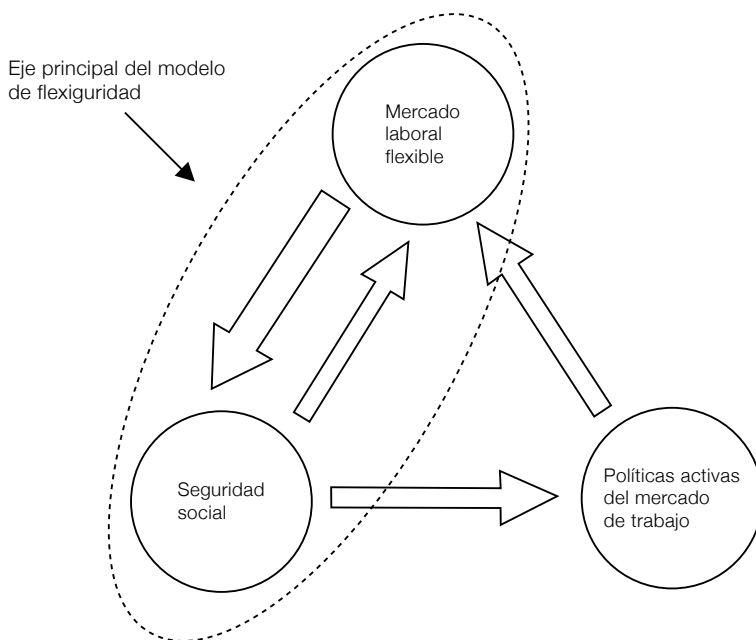 Eje principal del modelo
de flexiguridad
Mercado
laboral
flexible
Seguridad
social
Políticas activas
del mercado
de trabajo